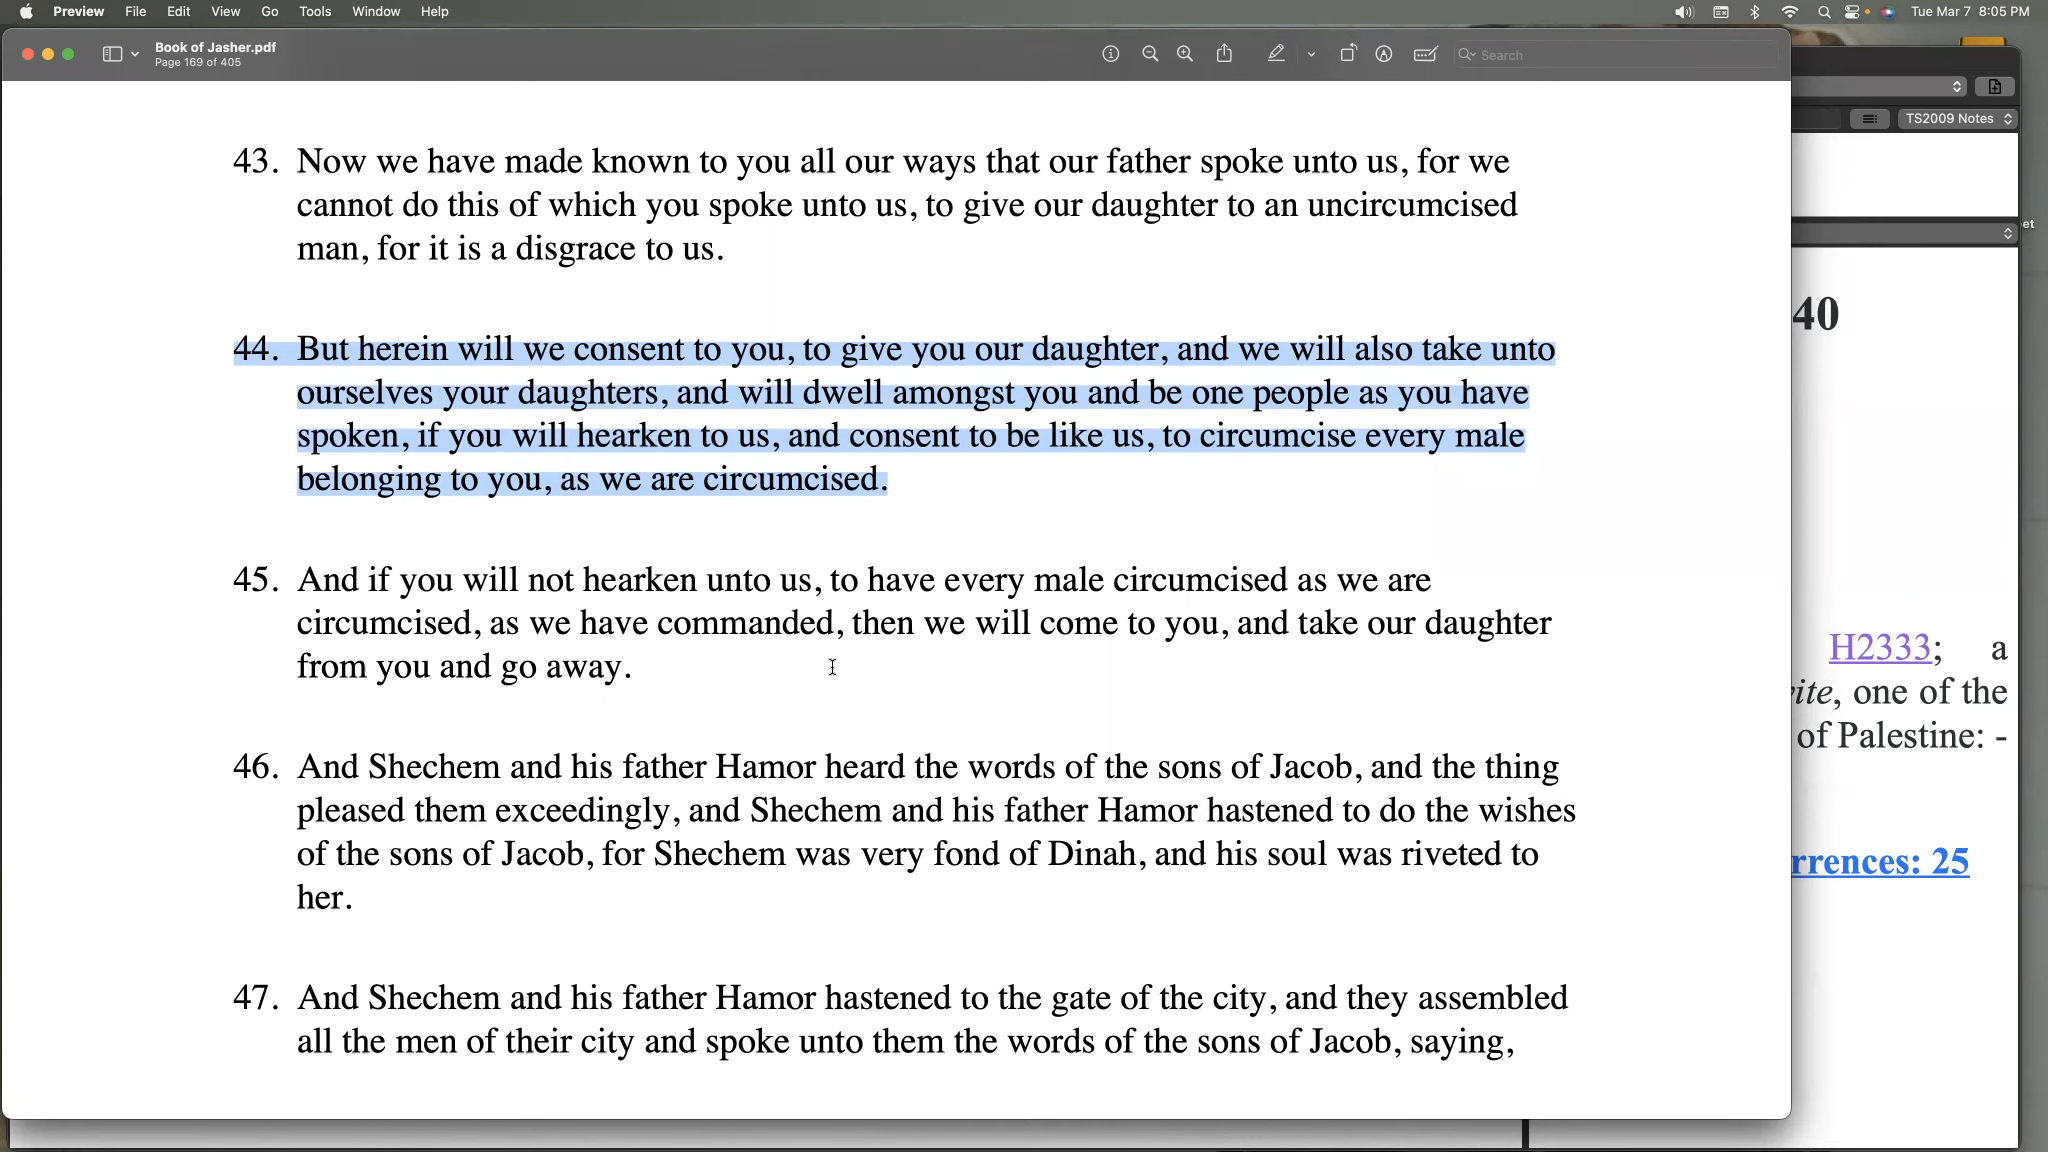 Preview File Edit View Go Tools Window Help Tue Mar 7 8:05 PM
Book of Jasher.pdf
Page 169 of 405
Search
TS2009 Notes
43. Now we have made known to you all our ways that our father spoke unto us, for we
cannot do this of which you spoke unto us, to give our daughter to an uncircumcised
man, for it is a disgrace to us.
44. But herein will we consent to you, to give you our daughter, and we will also take unto
ourselves your daughters, and will dwell amongst you and be one people as you have
spoken, if you will hearken to us, and consent to be like us, to circumcise every male
belonging to you, as we are circumcised.
45. And if you will not hearken unto us, to have every male circumcised as we are
circumcised, as we have commanded, then we will come to you, and take our daughter
from you and go away.
46. And Shechem and his father Hamor heard the words of the sons of Jacob, and the thing
pleased them exceedingly, and Shechem and his father Hamor hastened to do the wishes
of the sons of Jacob, for Shechem was very fond of Dinah, and his soul was riveted to
her.
47. And Shechem and his father Hamor hastened to the gate of the city, and they assembled
all the men of their city and spoke unto them the words of the sons of Jacob, saying,
et
40
H2333; a
ite, one of the
of Palestine: -
rrences: 25